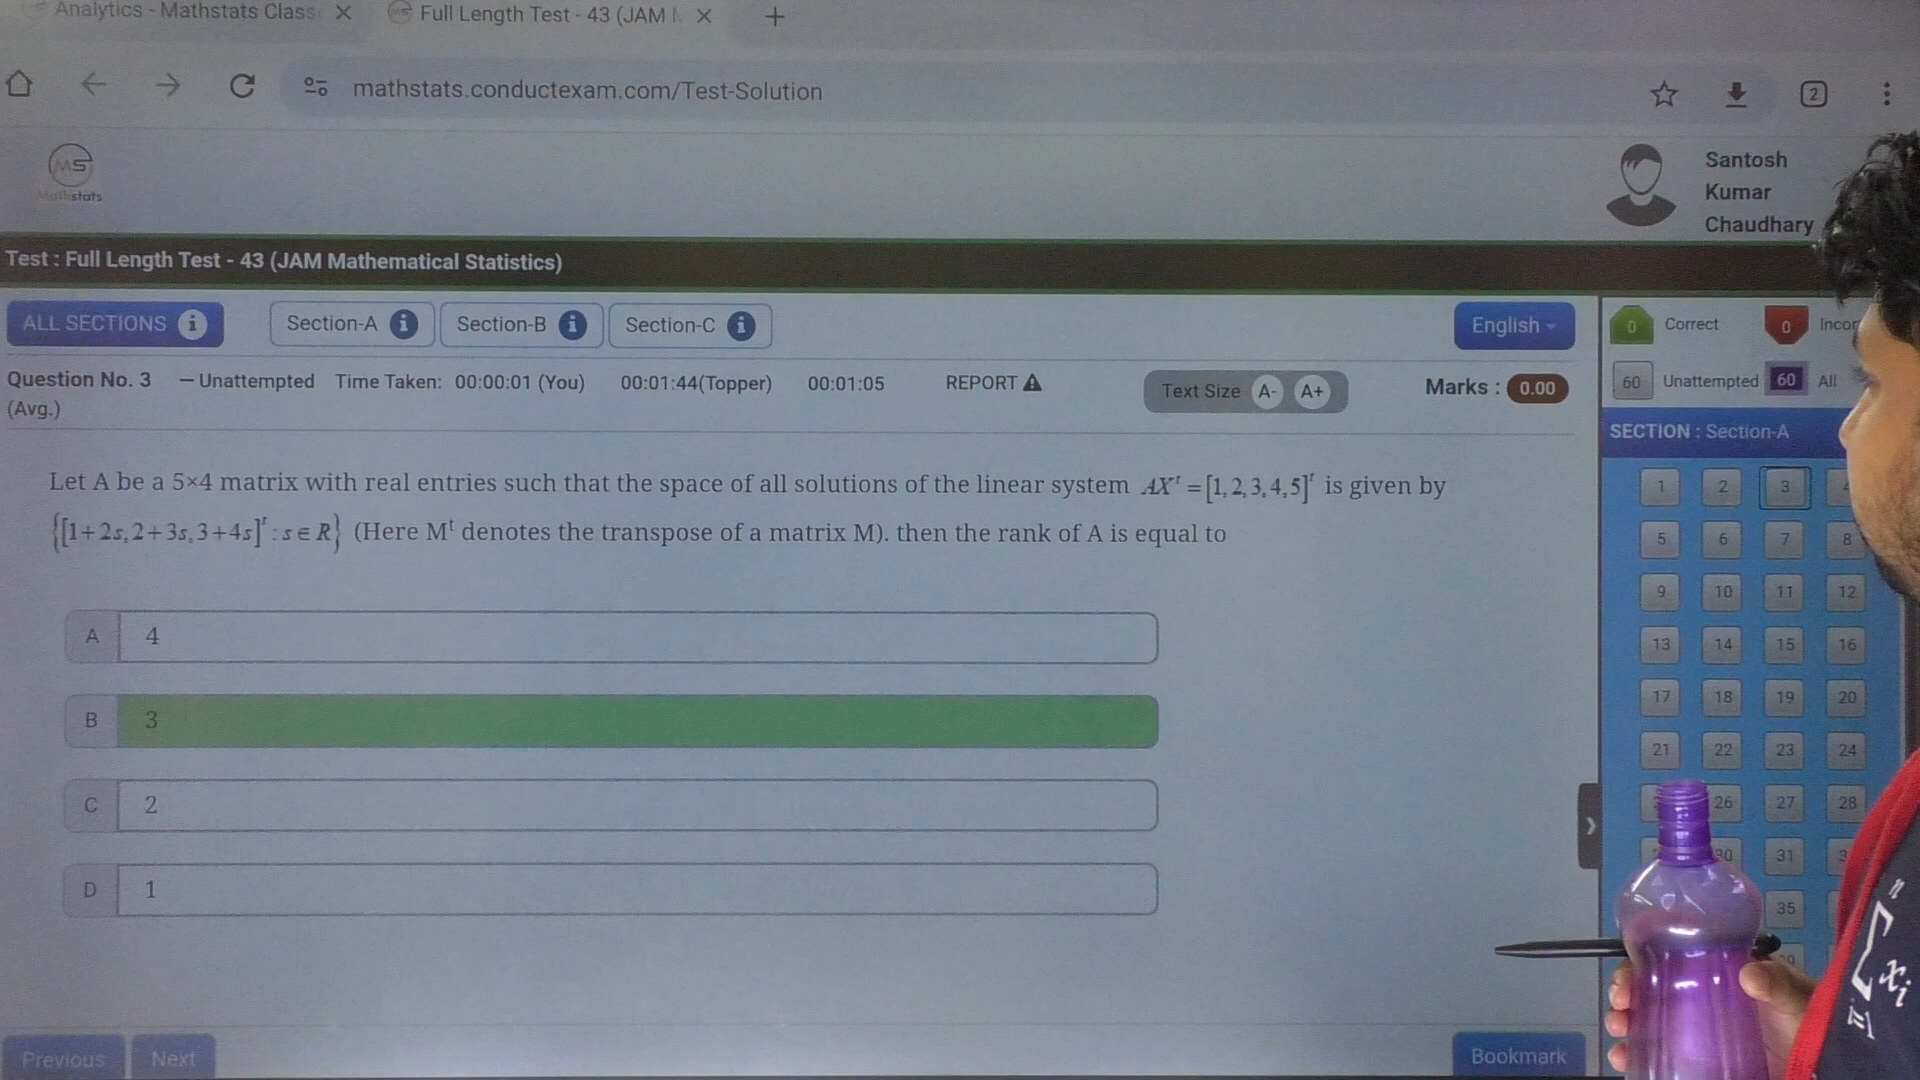 Analytics - Mathstats Class
Full Length Test - 43 (JAM
mathstats.conductexam.com/Test-Solution
2
MS
Mathstats
Santosh
Kumar
Chaudhary
Test : Full Length Test - 43 (JAM Mathematical Statistics)
ALL SECTIONS i
Section-A i
Section-B i
Section-C i
English
0 Correct
0
Question No. 3 — Unattempted Time Taken: 00:00:01 (You) 00:01:44(Topper) 00:01:05
(Avg.)
REPORT
Text Size A- A+
Marks : 0.00
60 Unattempted 60 All
SECTION : Section-A
Let A be a 5×4 matrix with real entries such that the space of all solutions of the linear system AX^t = [1,2,3,4,5]^t is given by
{[1+2s,2+3s,3+4s]^t : s ∈ R} (Here M^t denotes the transpose of a matrix M). then the rank of A is equal to
A 4
B 3
C 2
D 1
1 2 3 4
5 6 7 8
9 10 11 12
13 14 15 16
17 18 19 20
21 22 23 24
26 27 28
30 31
35
Previous
Next
Bookmark
n
∑ x_i
i=1